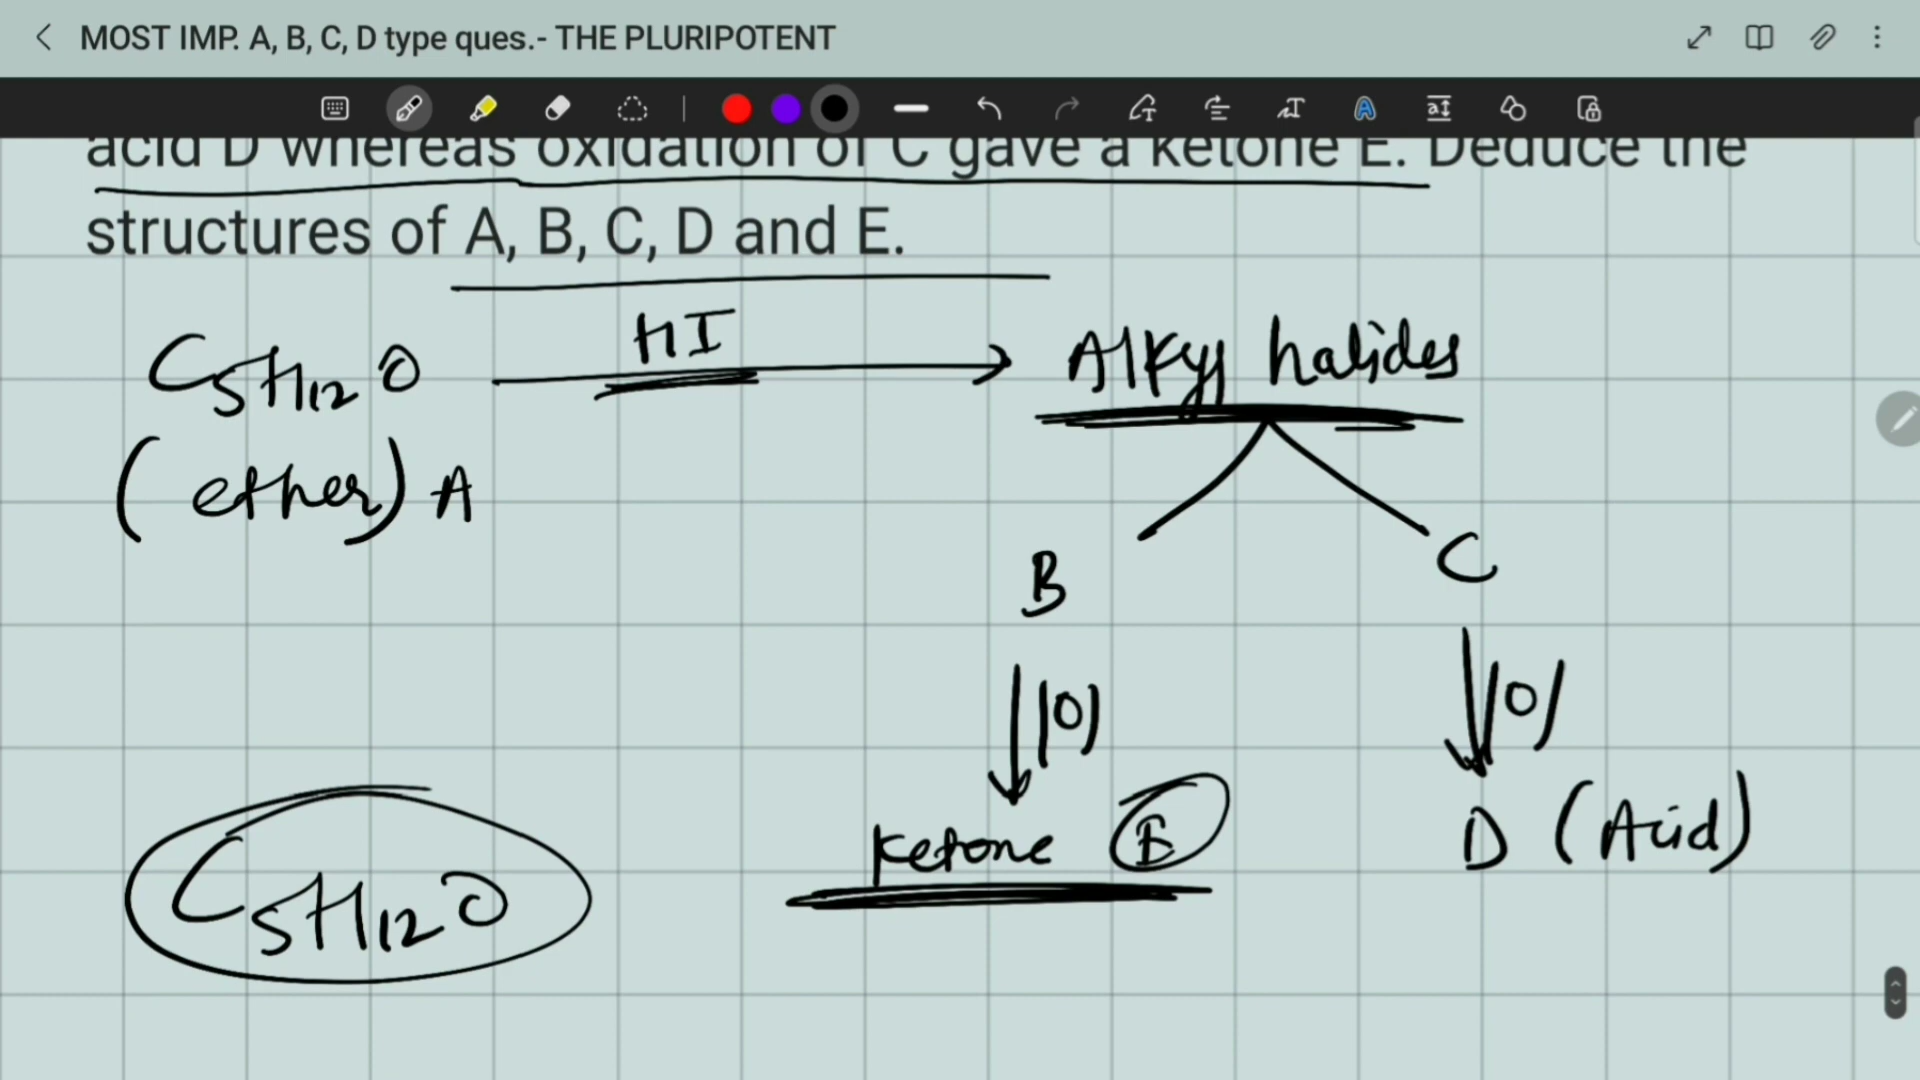 MOST IMP. A, B, C, D type ques.- THE PLURIPOTENT
acid D whereas oxidation of C gave a ketone E. Deduce the
structures of A, B, C, D and E.
C5H12O HI Alkyl halides
(ether) A
B C
[O] [O]
Ketone E D (Acid)
C5H12O